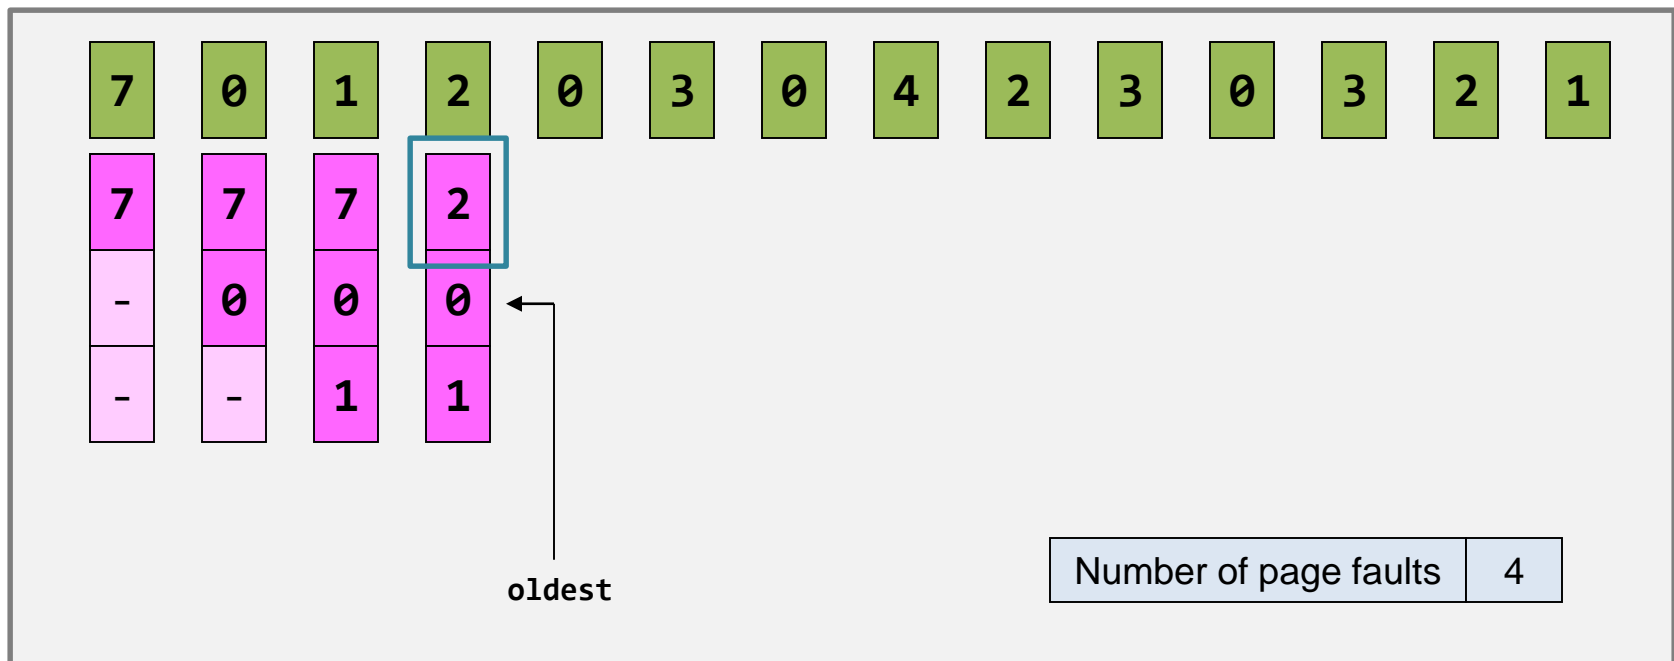 7 0 1 2 0 3 0 4 2 3 0 3 2 1
7 7 7 2
- 0 0 0
- - 1 1
Number of page faults 4
oldest